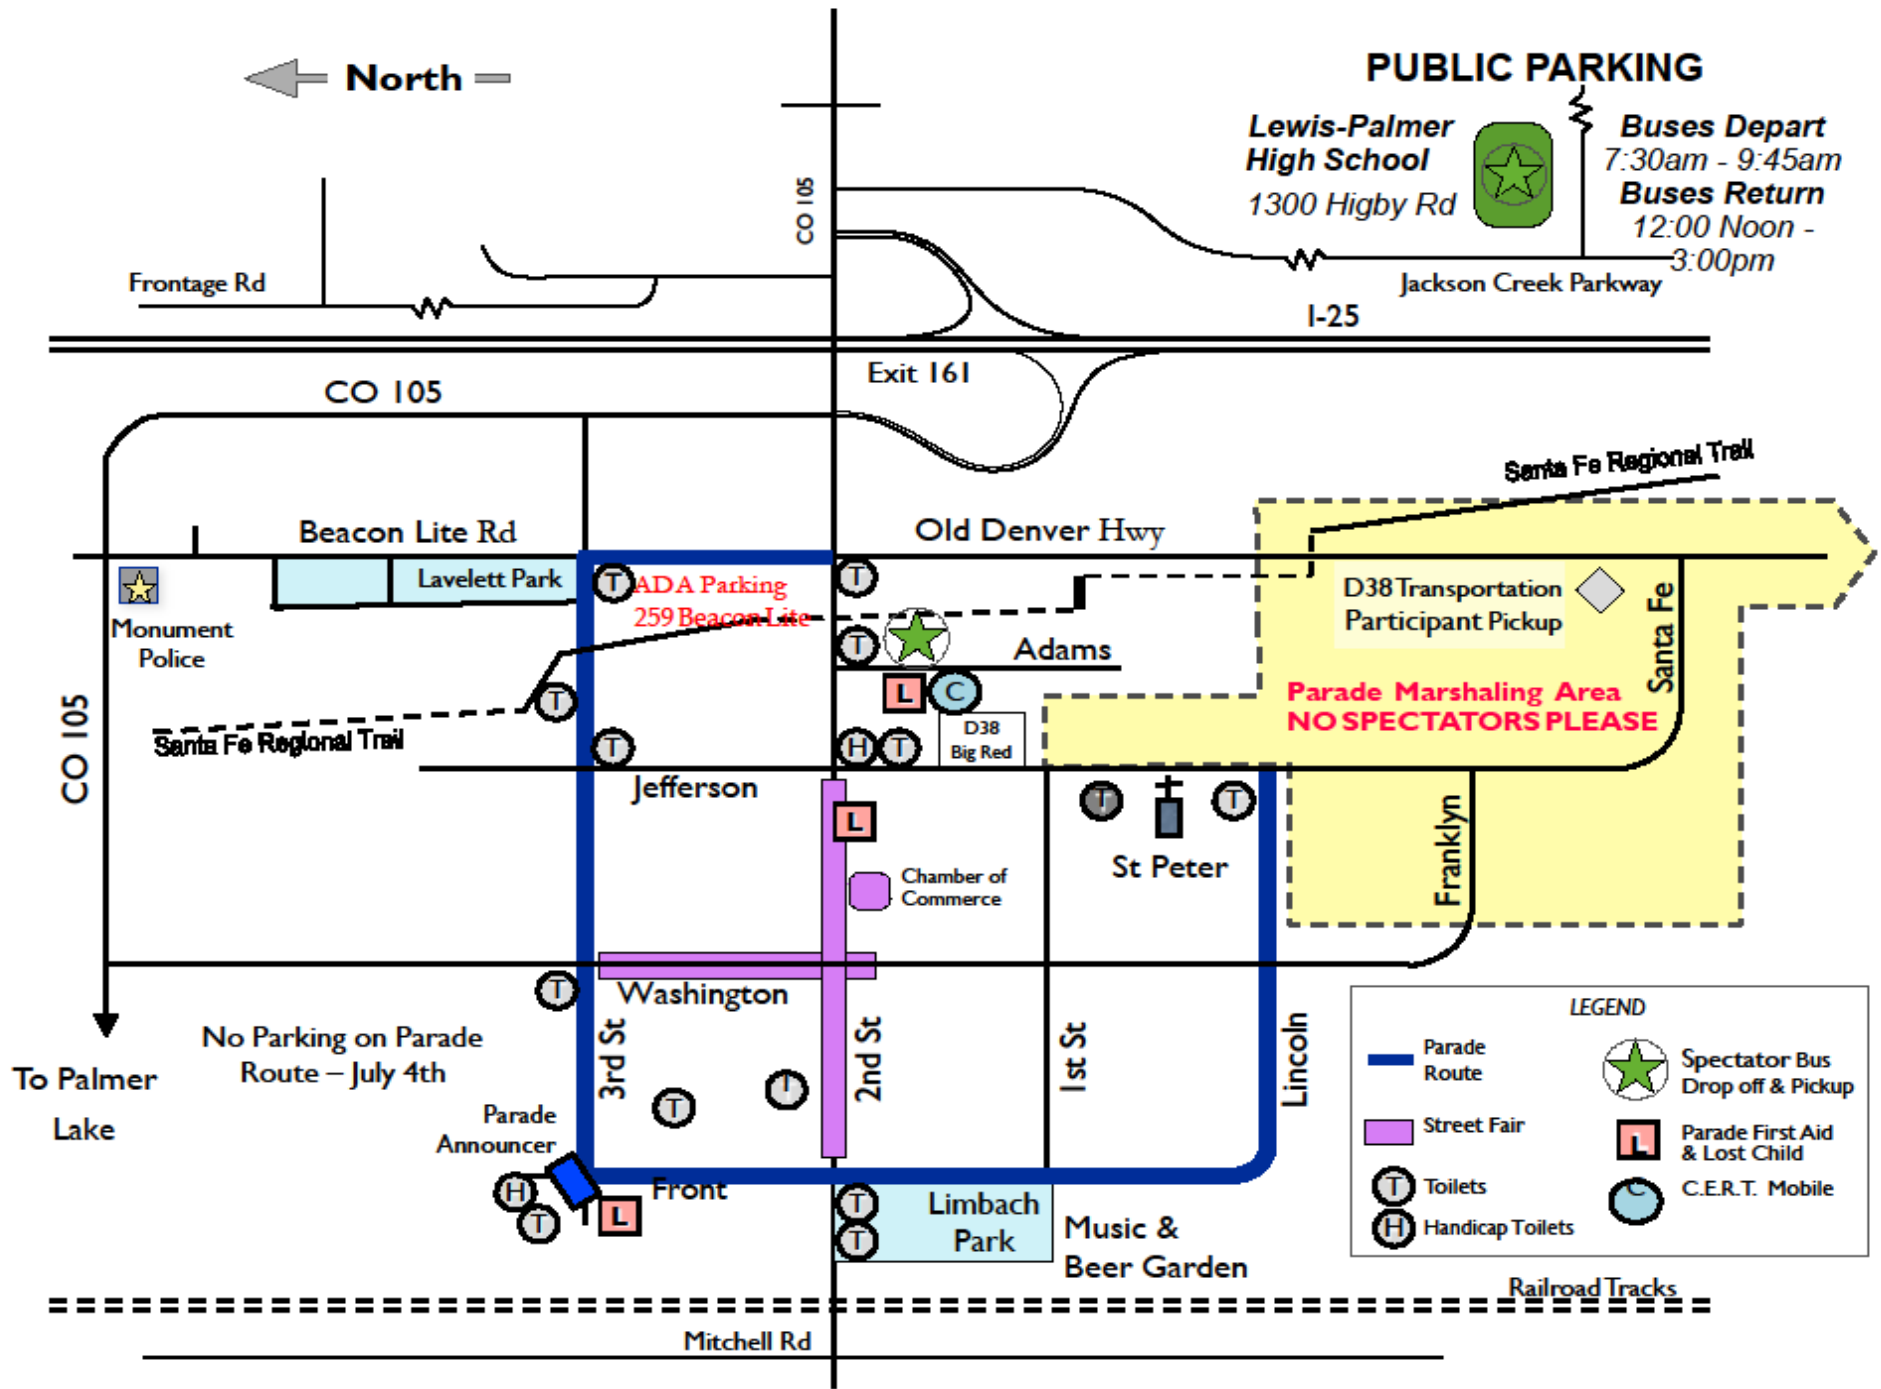 North
PUBLIC PARKING
Lewis-Palmer
High School
1300 Higby Rd
Buses Depart
7:30am - 9:45am
Buses Return
12:00 Noon -
3:00pm
CO 105
Frontage Rd
Jackson Creek Parkway
I-25
Exit 161
CO 105
Santa Fe Regional Trail
Beacon Lite Rd
Old Denver Hwy
Lavelett Park
T
ADA Parking
259 Beacon Lite
T
D38 Transportation
Participant Pickup
Santa Fe
Monument
Police
T
Adams
T
L
C
Parade Marshaling Area
NO SPECTATORS PLEASE
CO 105
Santa Fe Regional Trail
T
H
T
D38
Big Red
Jefferson
T
T
L
St Peter
Franklyn
Chamber of
Commerce
T
Washington
No Parking on Parade
Route – July 4th
3rd St
2nd St
1st St
Lincoln
T
T
To Palmer
Lake
Parade
Announcer
H
T
L
Front
T
T
Limbach
Park
Music &
Beer Garden
LEGEND
Parade
Route
Spectator Bus
Drop off & Pickup
Street Fair
L
Parade First Aid
& Lost Child
T
Toilets
C
C.E.R.T. Mobile
H
Handicap Toilets
Railroad Tracks
Mitchell Rd